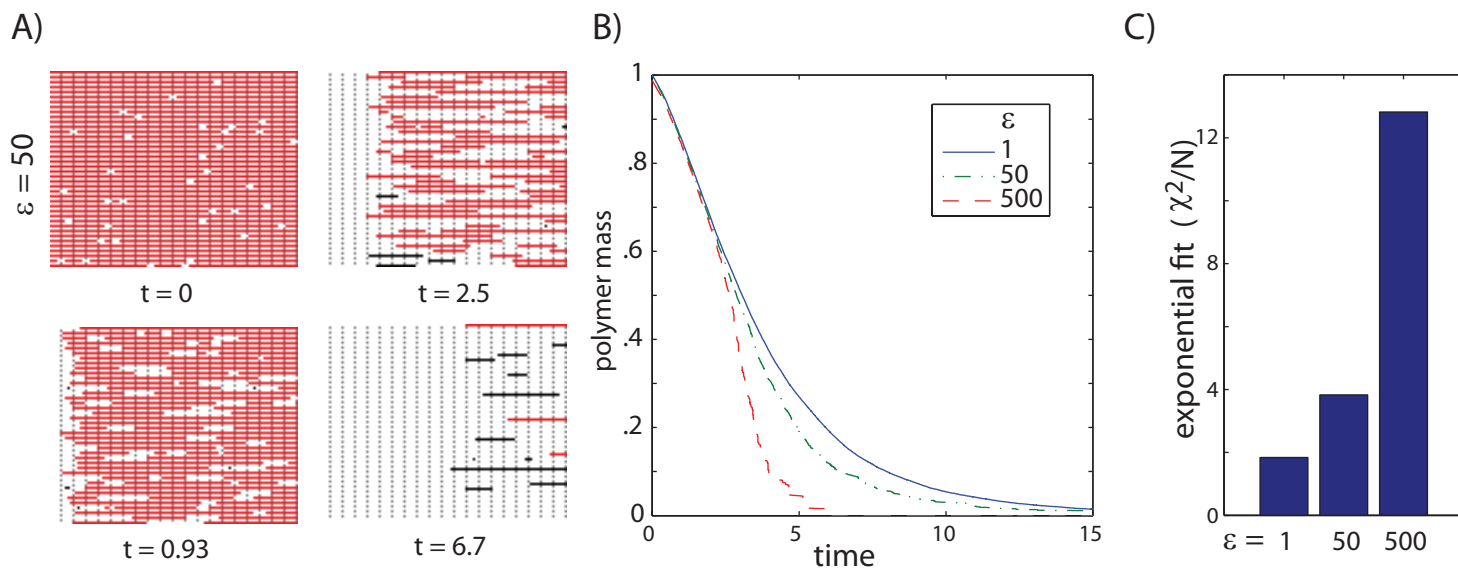 A)
ε = 50
t = 0
t = 2.5
t = 0.93
t = 6.7
B)
polymer mass
1
.8
.6
.4
.2
0
0
5
10
15
time
ε
1
50
500
C)
exponential fit (χ²/N)
12
8
4
0
ε = 1 50 500